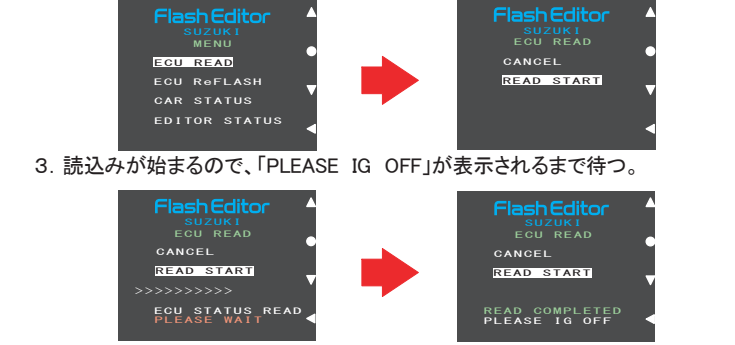 Flash Editor
SUZUKI
MENU
ECU READ
ECU ReFLASH
CAR STATUS
EDITOR STATUS
Flash Editor
SUZUKI
ECU READ
CANCEL
READ START
３．読込みが始まるので、「PLEASE IG OFF」が表示されるまで待つ。
Flash Editor
SUZUKI
ECU READ
CANCEL
READ START
>>>>>>>>>>
ECU STATUS READ
PLEASE WAIT
Flash Editor
SUZUKI
ECU READ
CANCEL
READ START
READ COMPLETED
PLEASE IG OFF